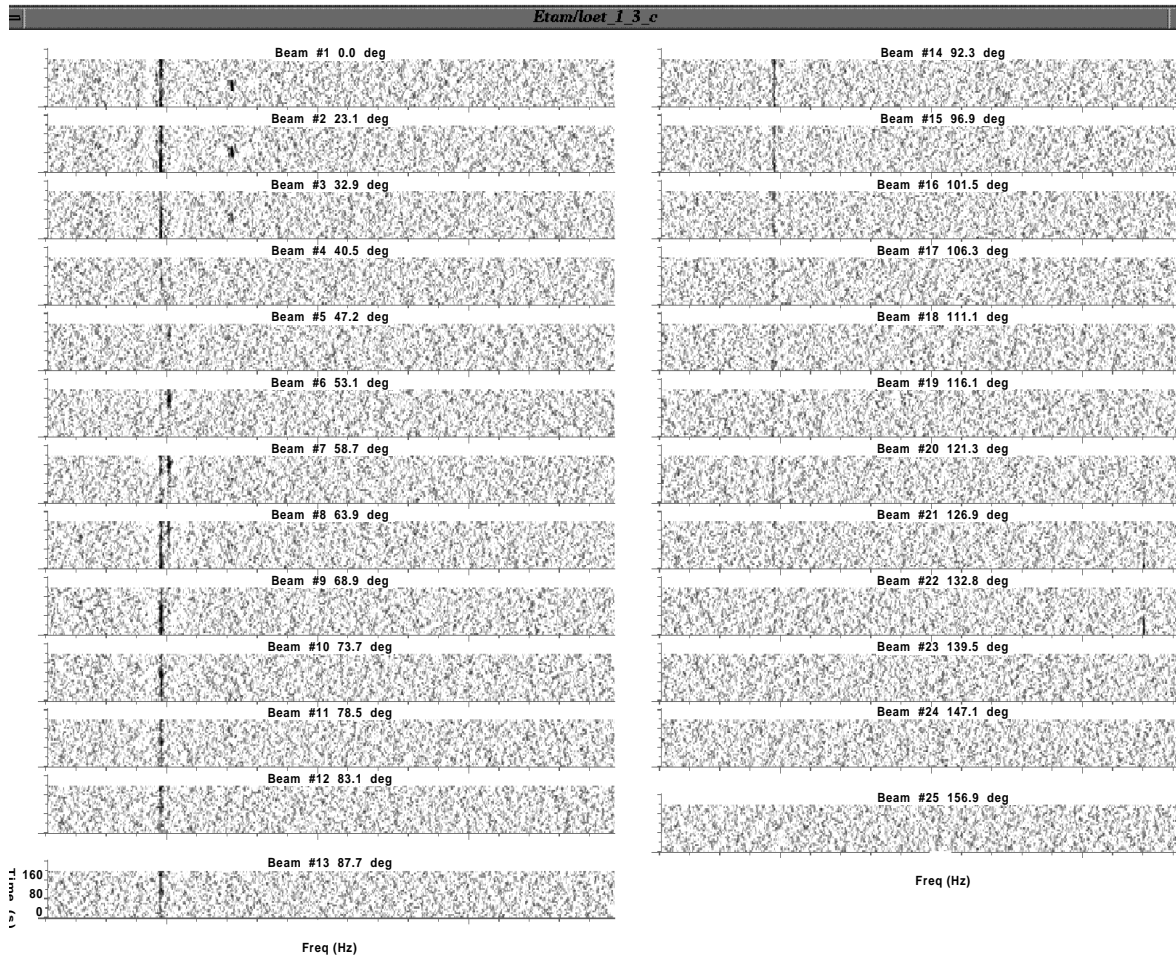 Etam/loet_1_3_c
Beam #1 0.0 deg
Beam #2 23.1 deg
Beam #3 32.9 deg
Beam #4 40.5 deg
Beam #5 47.2 deg
Beam #6 53.1 deg
Beam #7 58.7 deg
Beam #8 63.9 deg
Beam #9 68.9 deg
Beam #10 73.7 deg
Beam #11 78.5 deg
Beam #12 83.1 deg
Beam #13 87.7 deg
Time (s)
160
80
0
Freq (Hz)
Beam #14 92.3 deg
Beam #15 96.9 deg
Beam #16 101.5 deg
Beam #17 106.3 deg
Beam #18 111.1 deg
Beam #19 116.1 deg
Beam #20 121.3 deg
Beam #21 126.9 deg
Beam #22 132.8 deg
Beam #23 139.5 deg
Beam #24 147.1 deg
Beam #25 156.9 deg
Freq (Hz)